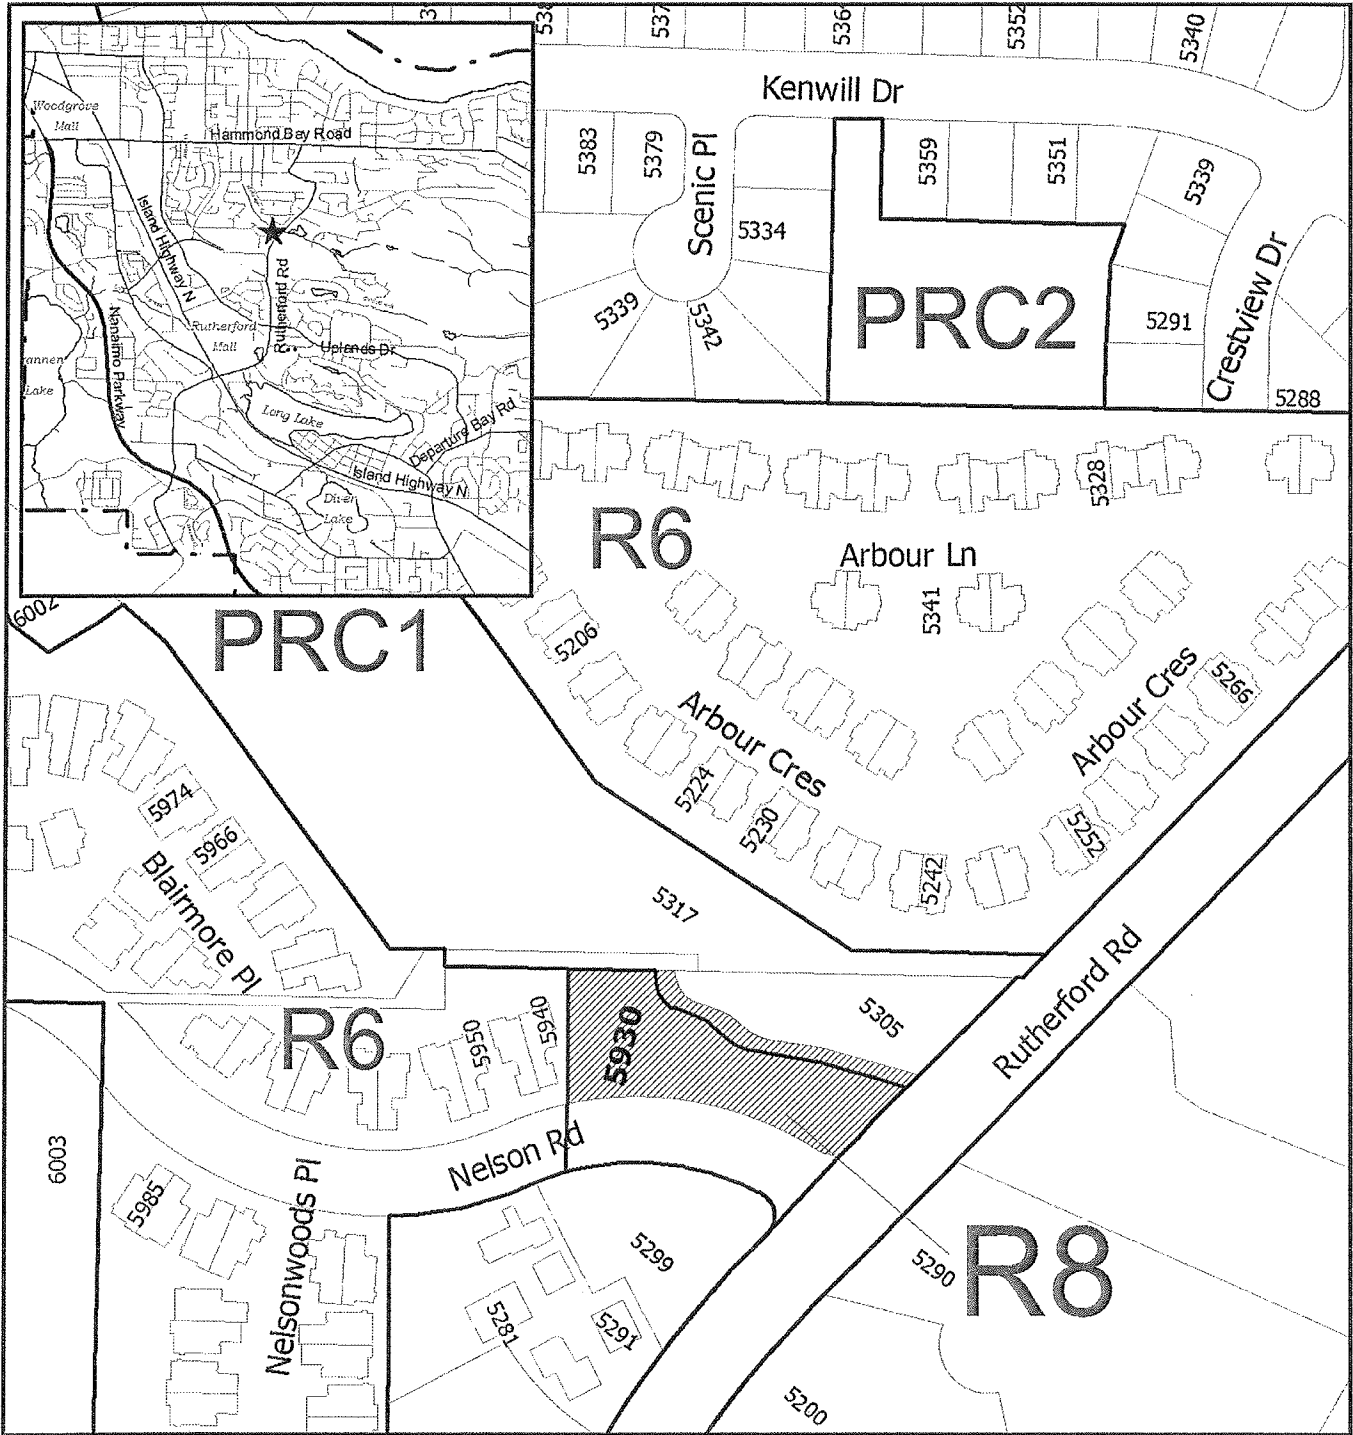 5340
Kenwill Dr
5383
5379
Scenic Pl
5359
5351
5339
5334
PRC2
5339
5342
5291
Crestview Dr
5288
Woodgrove
Mall
Hammond Bay Road
Island Highway N
Rutherford Rd
Rutherford
Mall
Uplands Dr
Nanaimo Parkway
Lake
Long Lake
Departure Bay Rd
Island Highway N
Diver
Lake
5328
R6
Arbour Ln
5341
6002
PRC1
5206
Arbour Cres
5266
Arbour Cres
5224
5230
5252
5242
5974
5966
Blairmore Pl
5317
5305
Rutherford Rd
R6
5950
5940
5930
Nelson Rd
6003
5985
Nelsonwoods Pl
5299
5290
R8
5281
5291
5200